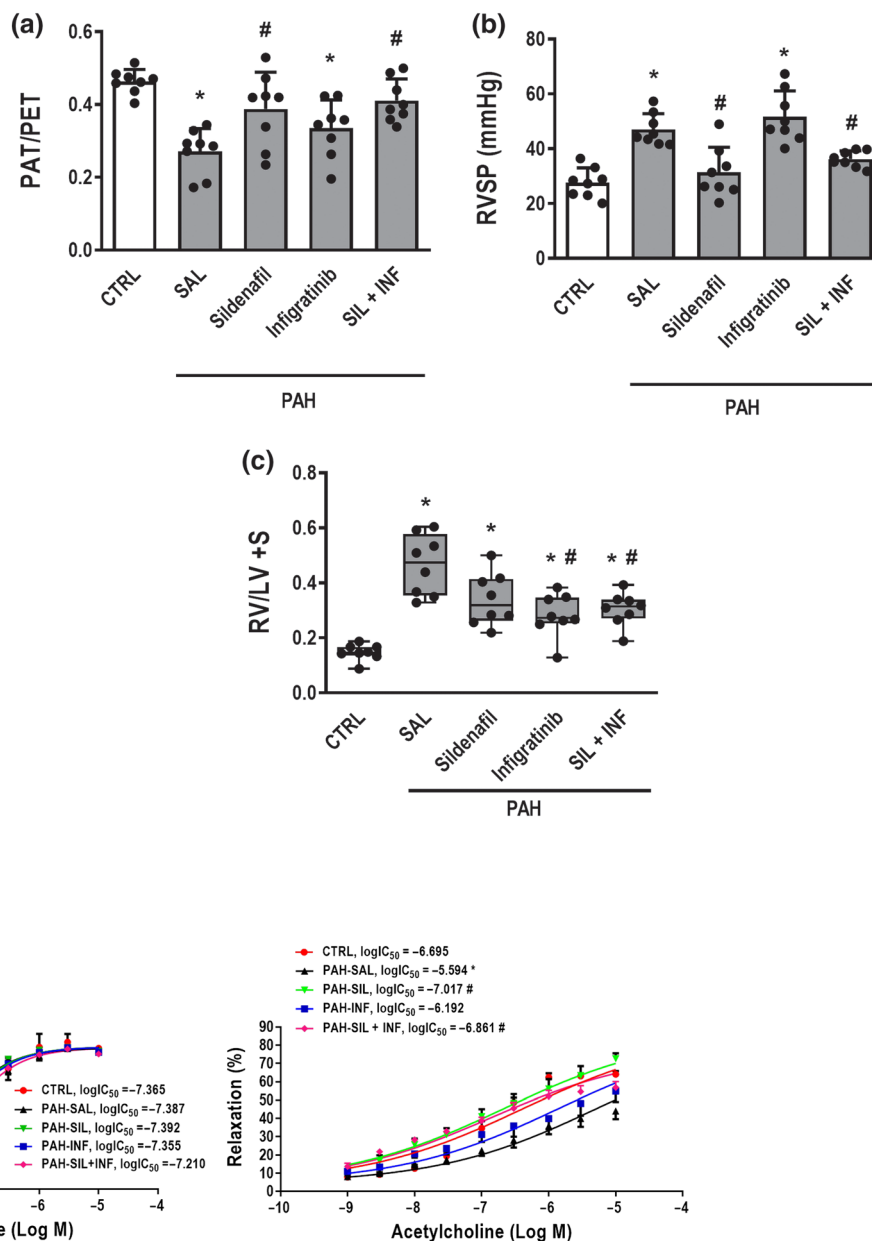 (a)
PAT/PET
0.6
0.4
0.2
0.0
*
#
*
#
CTRL
SAL
Sildenafil
Infigratinib
SIL + INF
PAH
(b)
RVSP (mmHg)
80
60
40
20
0
*
#
*
#
CTRL
SAL
Sildenafil
Infigratinib
SIL + INF
PAH
(c)
RV/LV +S
0.8
0.6
0.4
0.2
0.0
*
*
* #
* #
CTRL
SAL
Sildenafil
Infigratinib
SIL + INF
PAH
CTRL, logIC50 =−7.365
PAH-SAL, logIC50 =−7.387
PAH-SIL, logIC50 =−7.392
PAH-INF, logIC50 =−7.355
PAH-SIL+INF, logIC50 =−7.210
−6
−5
−4
e (Log M)
CTRL, logIC50 = −6.695
PAH-SAL, logIC50 =−5.594 *
PAH-SIL, logIC50 =−7.017 #
PAH-INF, logIC50 = −6.192
PAH-SIL + INF, logIC50 = −6.861 #
Relaxation (%)
90
80
70
60
50
40
30
20
10
0
−10
−9
−8
−7
−6
−5
−4
Acetylcholine (Log M)